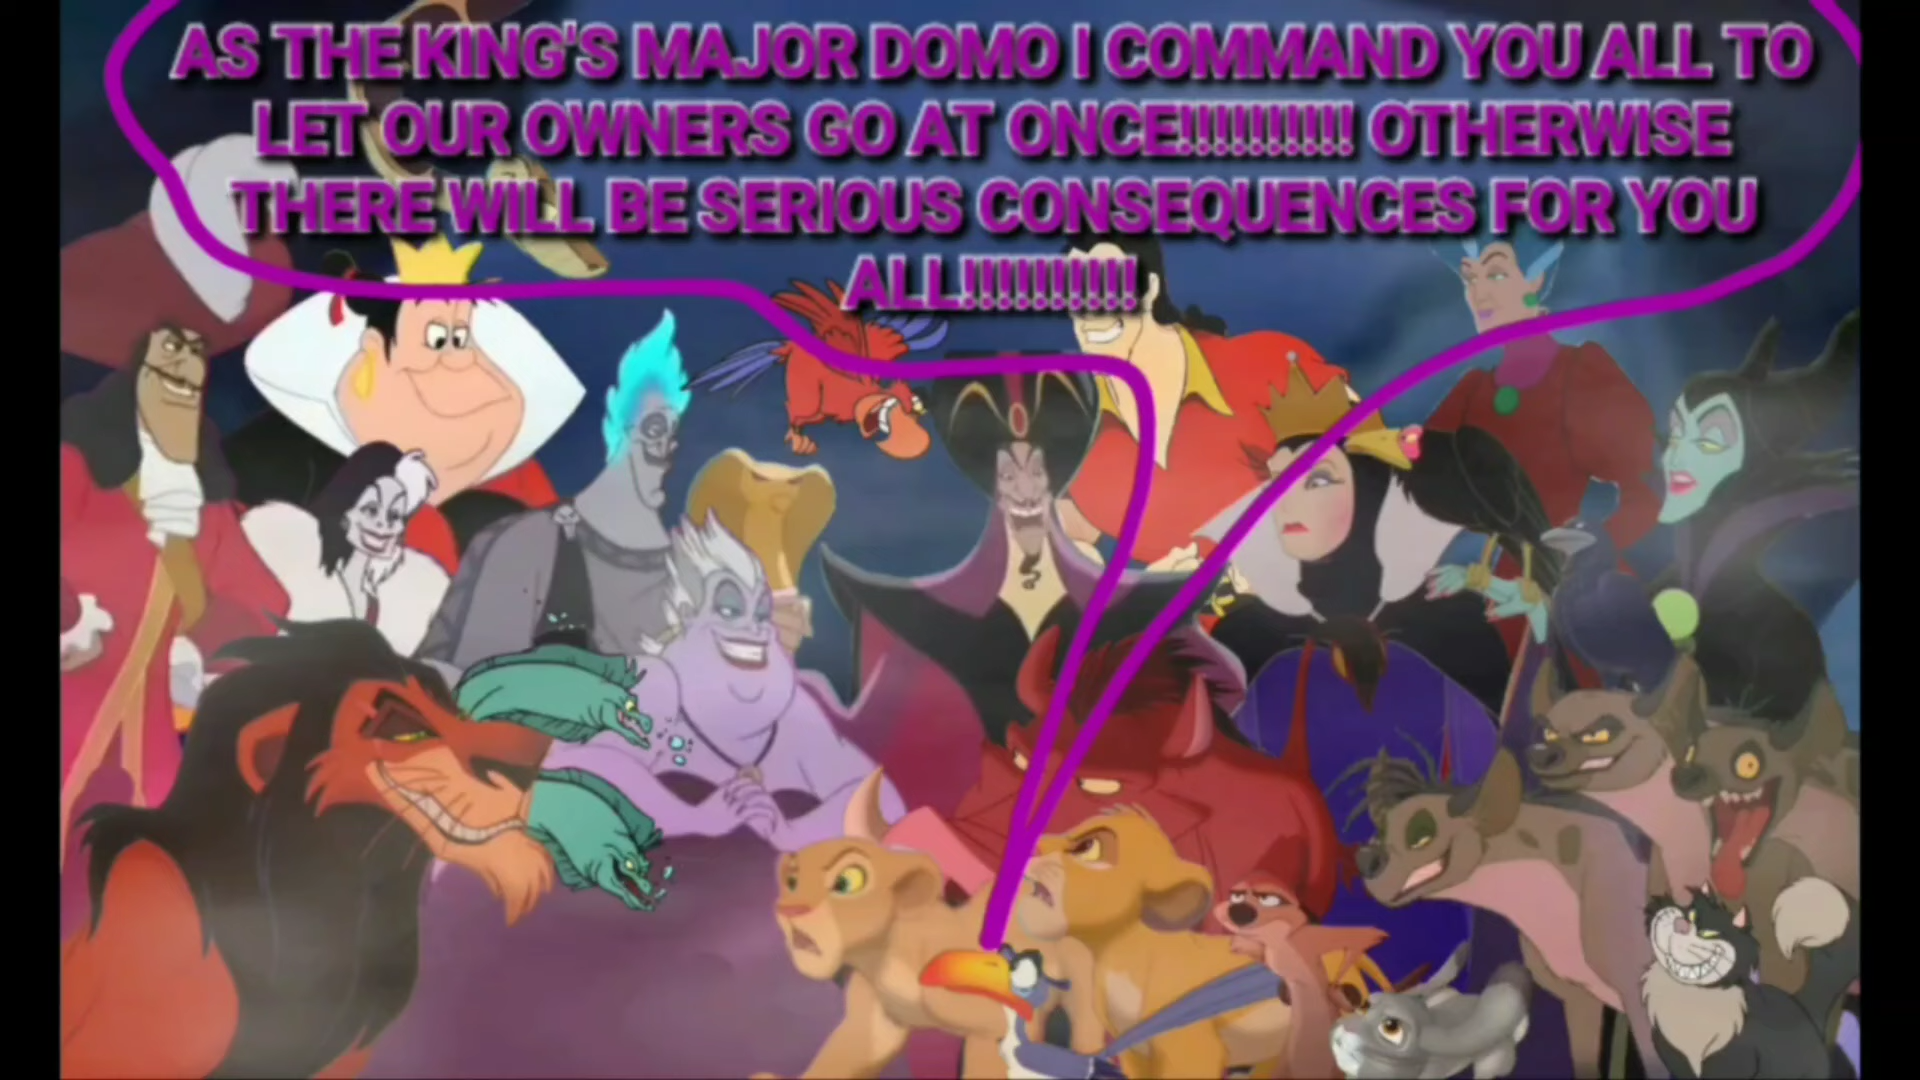 AS THE KING'S MAJOR DOMO I COMMAND YOU ALL TO
LET OUR OWNERS GO AT ONCE!!!!!!!!!! OTHERWISE
THERE WILL BE SERIOUS CONSEQUENCES FOR YOU
ALL!!!!!!!!!!